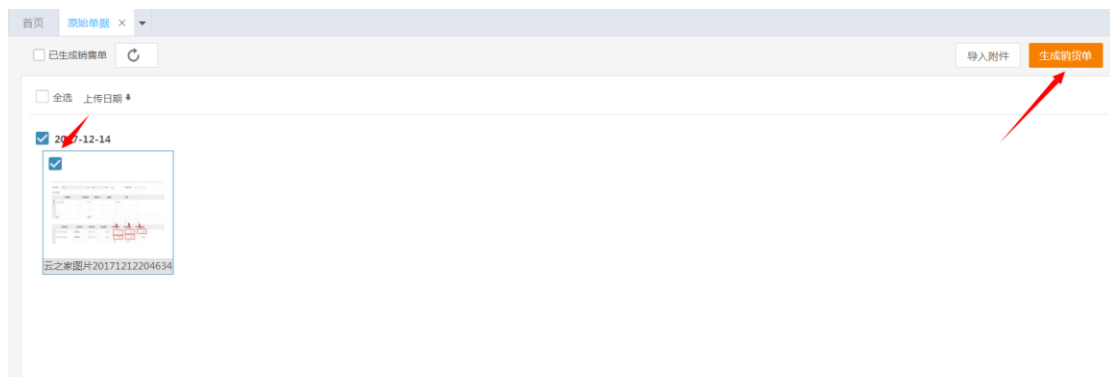 首页 原始单据 ×
已生成销售单 导入附件 生成销货单
全选 上传日期
2017-12-14
云之家图片20171212204634